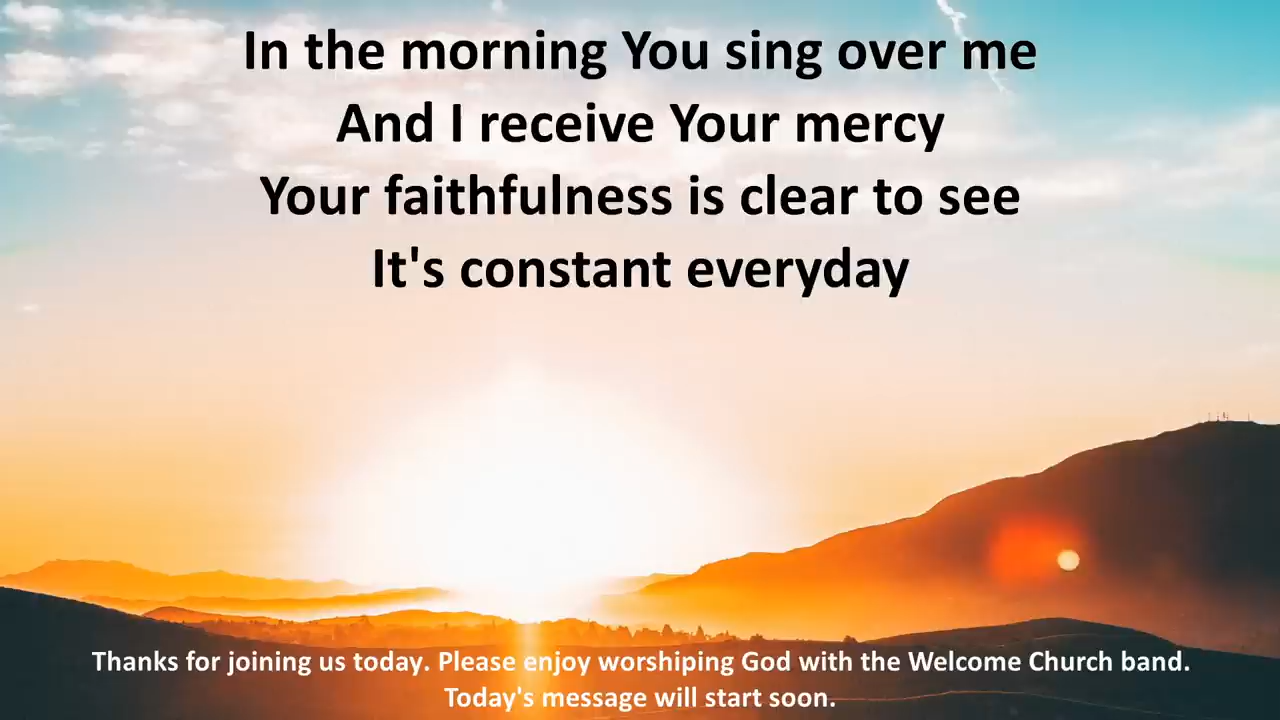 In the morning You sing over me
And I receive Your mercy
Your faithfulness is clear to see
It's constant everyday
Thanks for joining us today. Please enjoy worshiping God with the Welcome Church band.
Today's message will start soon.